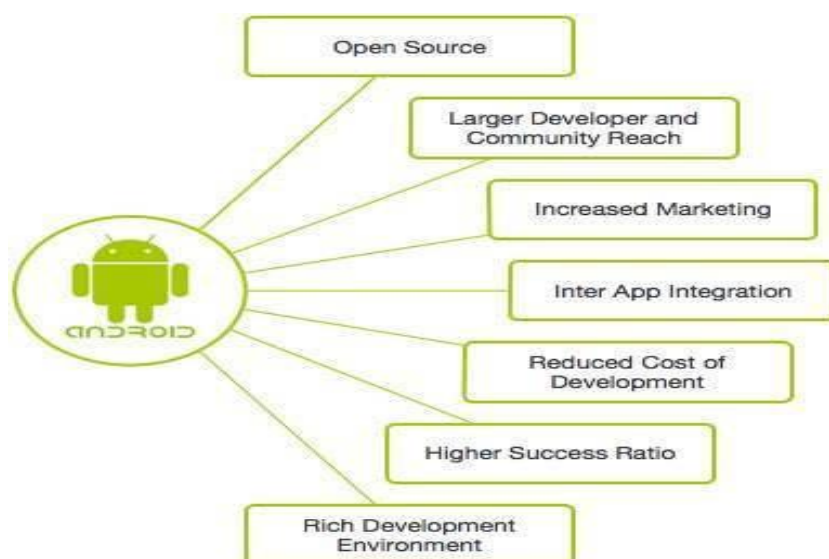 Open Source
Larger Developer and
Community Reach
Increased Marketing
ANDROID
Inter App Integration
Reduced Cost of
Development
Higher Success Ratio
Rich Development
Environment